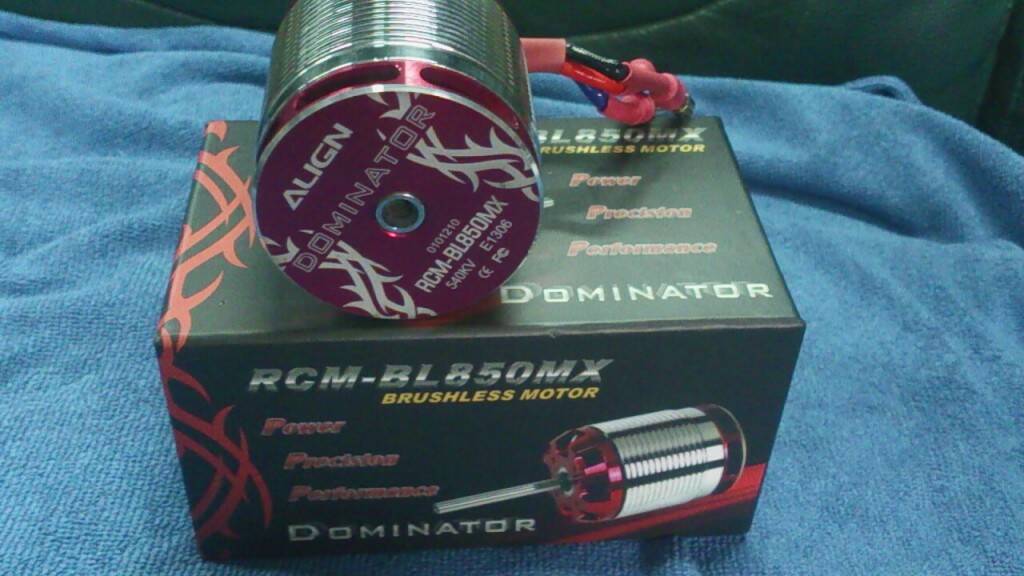 ALIGN
DOMINATOR
0101210
RCM-BL850MX
540KV E1306
CE FC
BL850MX
BRUSHLESS MOTOR
Power
Precision
Performance
DOMINATOR
RCM-BL850MX
BRUSHLESS MOTOR
Power
Precision
Performance
DOMINATOR